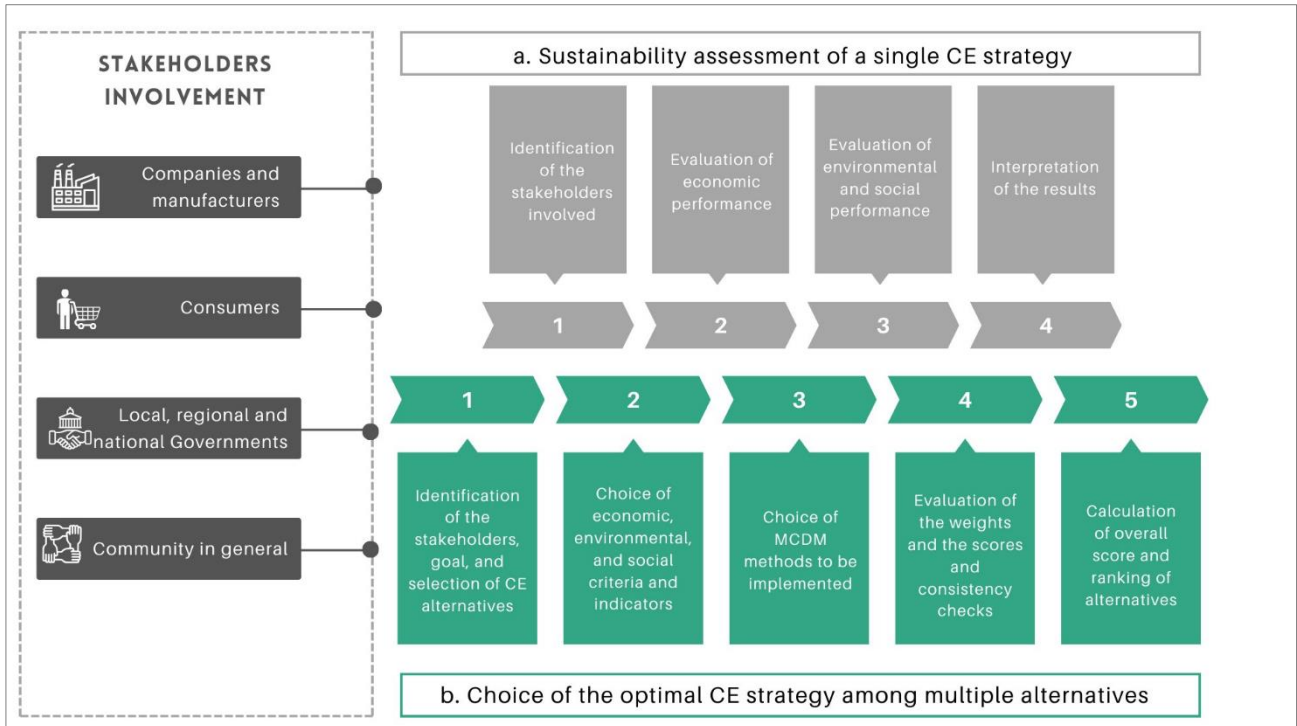 STAKEHOLDERS
INVOLVEMENT
Companies and
manufacturers
Consumers
Local, regional and
national Governments
Community in general
a. Sustainability assessment of a single CE strategy
Identification
of the
stakeholders
involved
Evaluation of
economic
performance
Evaluation of
environmental
and social
performance
Interpretation
of the results
1
2
3
4
1
2
3
4
5
Identification
of the
stakeholders,
goal, and
selection of CE
alternatives
Choice of
economic,
environmental,
and social
criteria and
indicators
Choice of
MCDM
methods to be
implemented
Evaluation of
the weights
and the scores
and
consistency
checks
Calculation
of overall
score and
ranking of
alternatives
b. Choice of the optimal CE strategy among multiple alternatives